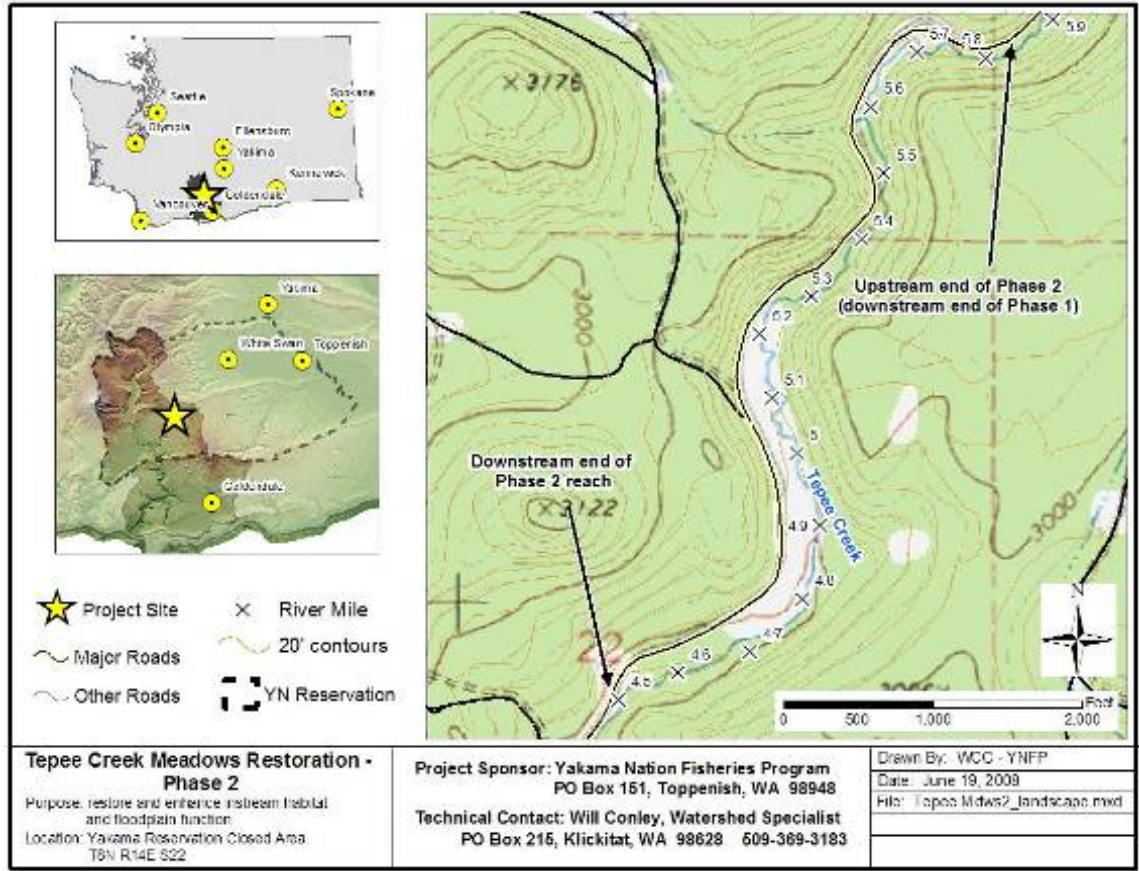 Seattle
Spokane
Olympia
Ellensburg
Yakima
Kennewick
Goldendale
Vancouver
Yakima
White Swan
Toppenish
Goldendale
Project Site
River Mile
20' contours
Major Roads
Other Roads
YN Reservation
3176
5.9
5.8
5.7
5.6
5.5
5.4
5.3
5.2
5.1
5
4.9
4.8
4.7
4.6
4.5
3000
Upstream end of Phase 2
(downstream end of Phase 1)
Downstream end of
Phase 2 reach
3122
Tepee Creek
3000
22
N
Feet
0
500
1,000
2,000
Tepee Creek Meadows Restoration -
Phase 2
Purpose: restore and enhance instream habitat
and floodplain function
Location: Yakama Reservation Closed Area
T8N R14E S22
Project Sponsor: Yakama Nation Fisheries Program
PO Box 151, Toppenish, WA 98948
Technical Contact: Will Conley, Watershed Specialist
PO Box 215, Klickitat, WA 98628 509-369-3183
Drawn By: WCC - YNFP
Date: June 19, 2009
File: Tepee Mdws2_landscape.mxd